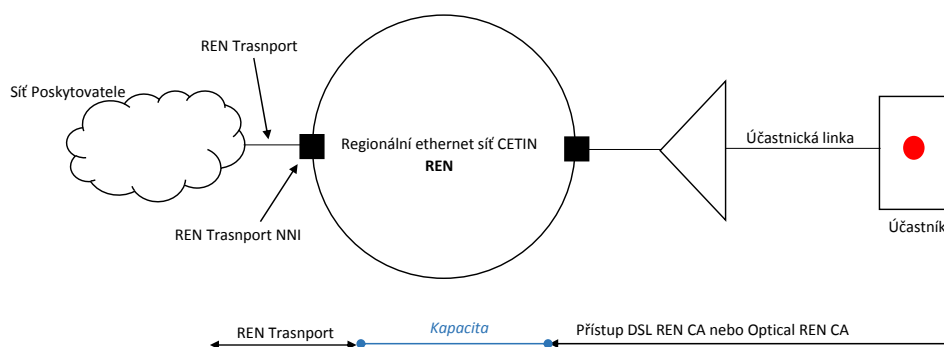 REN Trasnport
Síť Poskytovatele
Regionální ethernet síť CETIN
REN
Účastnická linka
REN Trasnport NNI
Účastník
REN Trasnport
Kapacita
Přístup DSL REN CA nebo Optical REN CA